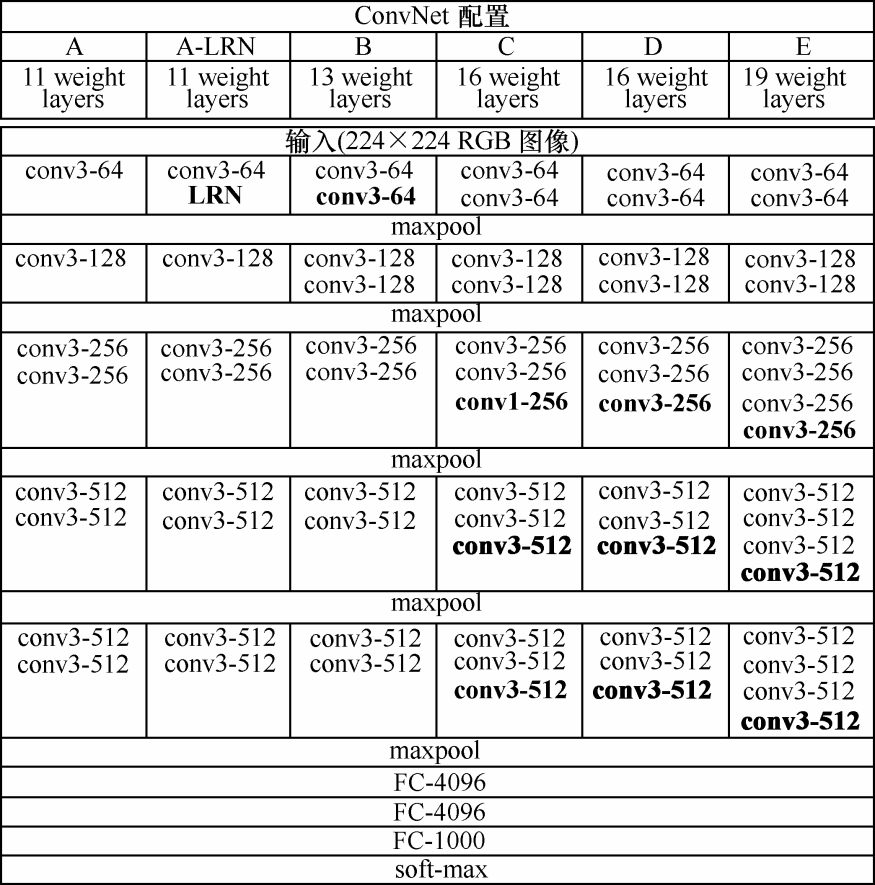 ConvNet 配置
A A-LRN B C D E
11 weight layers 11 weight layers 13 weight layers 16 weight layers 16 weight layers 19 weight layers
输入(224×224 RGB 图像)
conv3-64 conv3-64 conv3-64 conv3-64 conv3-64 conv3-64
LRN conv3-64 conv3-64 conv3-64 conv3-64
maxpool
conv3-128 conv3-128 conv3-128 conv3-128 conv3-128 conv3-128
conv3-128 conv3-128 conv3-128 conv3-128
maxpool
conv3-256 conv3-256 conv3-256 conv3-256 conv3-256 conv3-256
conv3-256 conv3-256 conv3-256 conv3-256 conv3-256 conv3-256
conv1-256 conv3-256 conv3-256
conv3-256
maxpool
conv3-512 conv3-512 conv3-512 conv3-512 conv3-512 conv3-512
conv3-512 conv3-512 conv3-512 conv3-512 conv3-512 conv3-512
conv3-512 conv3-512 conv3-512
conv3-512
maxpool
conv3-512 conv3-512 conv3-512 conv3-512 conv3-512 conv3-512
conv3-512 conv3-512 conv3-512 conv3-512 conv3-512 conv3-512
conv3-512 conv3-512 conv3-512
conv3-512
maxpool
FC-4096
FC-4096
FC-1000
soft-max